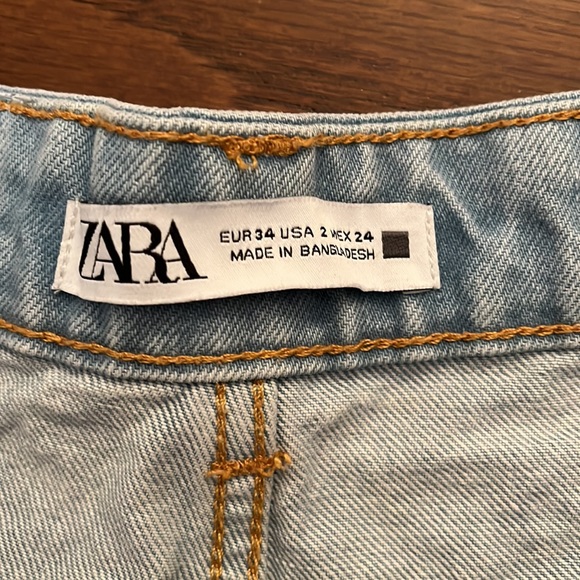 ZARA
EUR 34 USA 2 MEX 24
MADE IN BANGLADESH